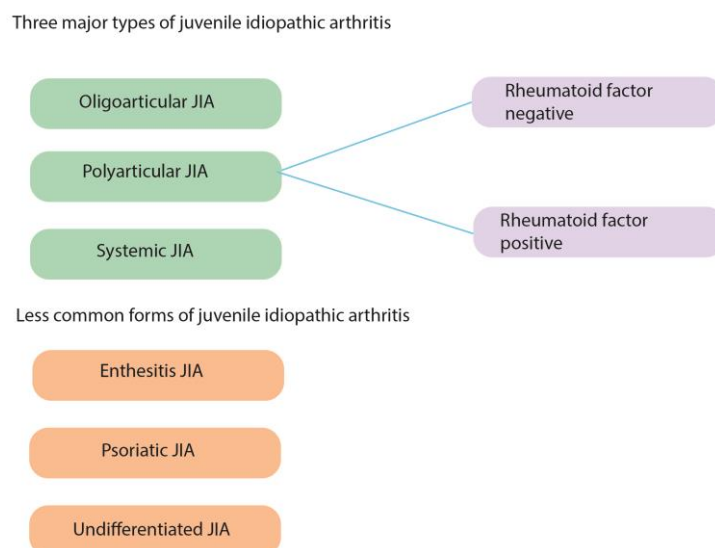 Three major types of juvenile idiopathic arthritis
Oligoarticular JIA
Rheumatoid factor
negative
Polyarticular JIA
Rheumatoid factor
positive
Systemic JIA
Less common forms of juvenile idiopathic arthritis
Enthesitis JIA
Psoriatic JIA
Undifferentiated JIA